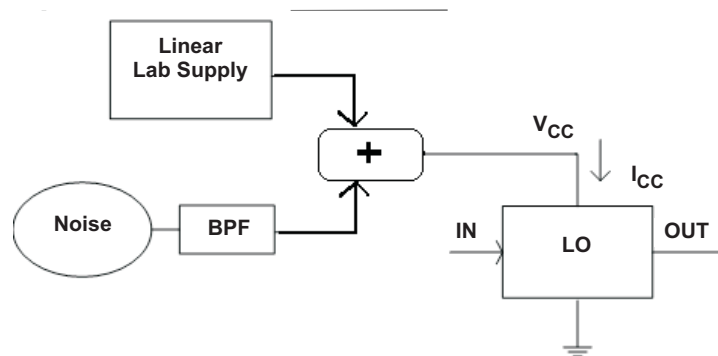 Linear
Lab Supply
+
VCC
ICC
Noise
BPF
IN
LO
OUT